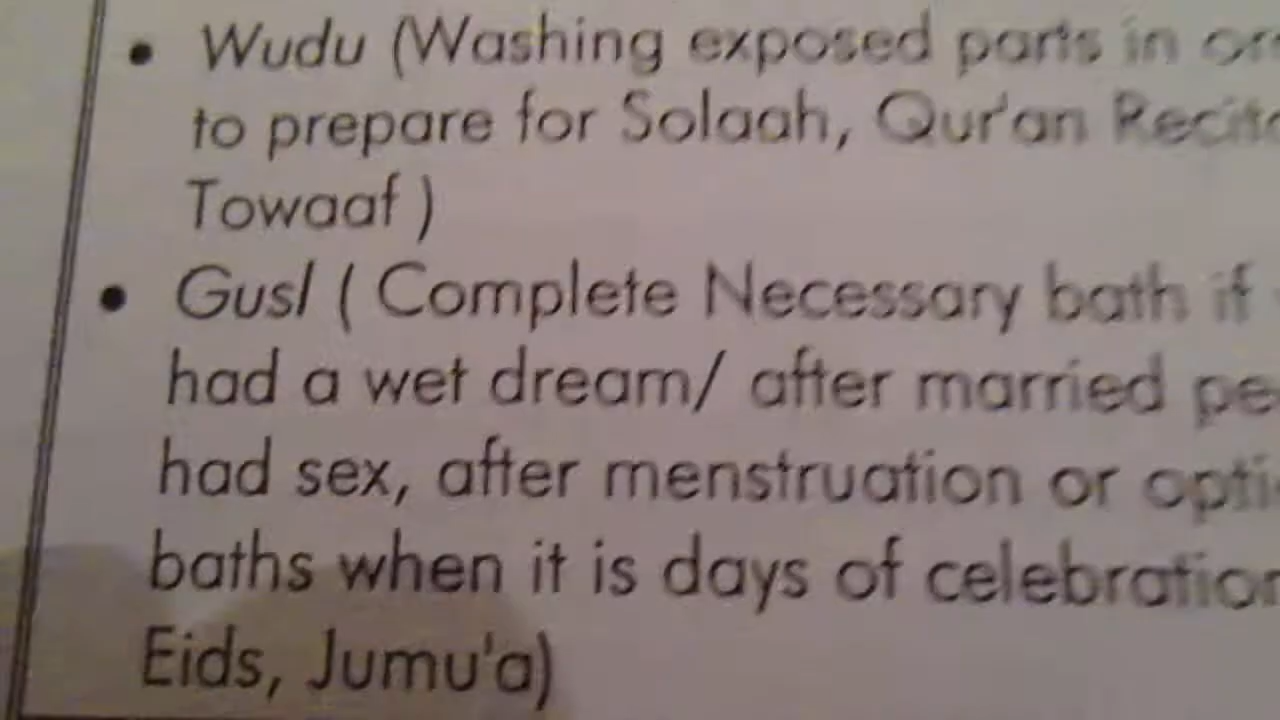 • Wudu (Washing exposed parts in
to prepare for Solaah, Qur'an
Towaaf )
• Gusl ( Complete Necessary bath if
had a wet dream/ after married
had sex, after menstruation or
baths when it is days of celebration
Eids, Jumu'a)